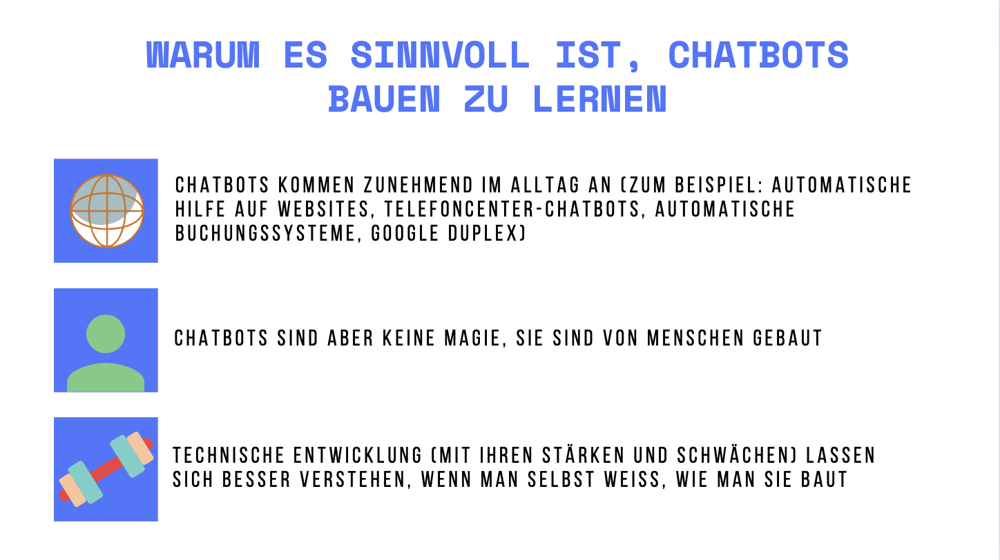 WARUM ES SINNVOLL IST, CHATBOTS
BAUEN ZU LERNEN
CHATBOTS KOMMEN ZUNEHMEND IM ALLTAG AN (ZUM BEISPIEL: AUTOMATISCHE
HILFE AUF WEBSITES, TELEFONCENTER-CHATBOTS, AUTOMATISCHE
BUCHUNGSSYSTEME, GOOGLE DUPLEX)
CHATBOTS SIND ABER KEINE MAGIE, SIE SIND VON MENSCHEN GEBAUT
TECHNISCHE ENTWICKLUNG (MIT IHREN STÄRKEN UND SCHWÄCHEN) LASSEN
SICH BESSER VERSTEHEN, WENN MAN SELBST WEISS, WIE MAN SIE BAUT